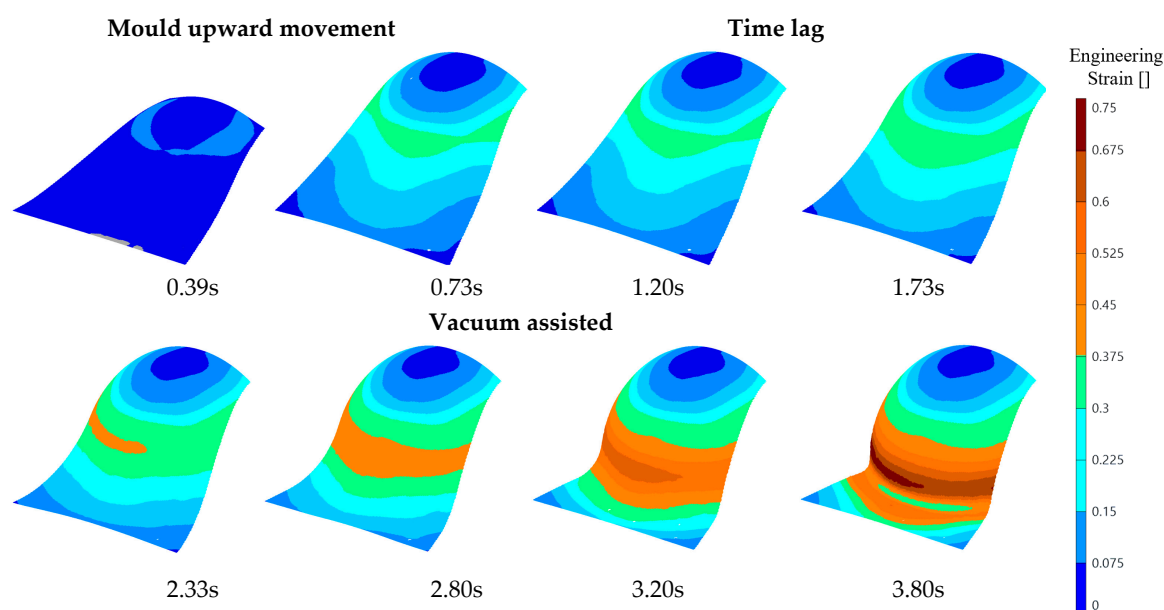 Mould upward movement
Time lag
0.39s
0.73s
1.20s
1.73s
Vacuum assisted
2.33s
2.80s
3.20s
3.80s
Engineering
Strain []
0.75
0.675
0.6
0.525
0.45
0.375
0.3
0.225
0.15
0.075
0